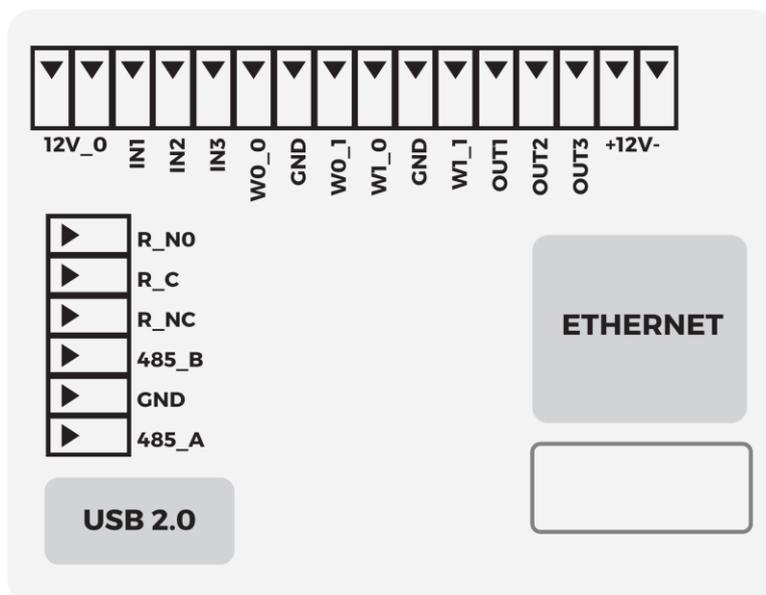 12V_0
IN1
IN2
IN3
W0_0
GND
W0_1
W1_0
GND
W1_1
OUT1
OUT2
OUT3
+12V-
R_N0
R_C
R_NC
485_B
GND
485_A
ETHERNET
USB 2.0